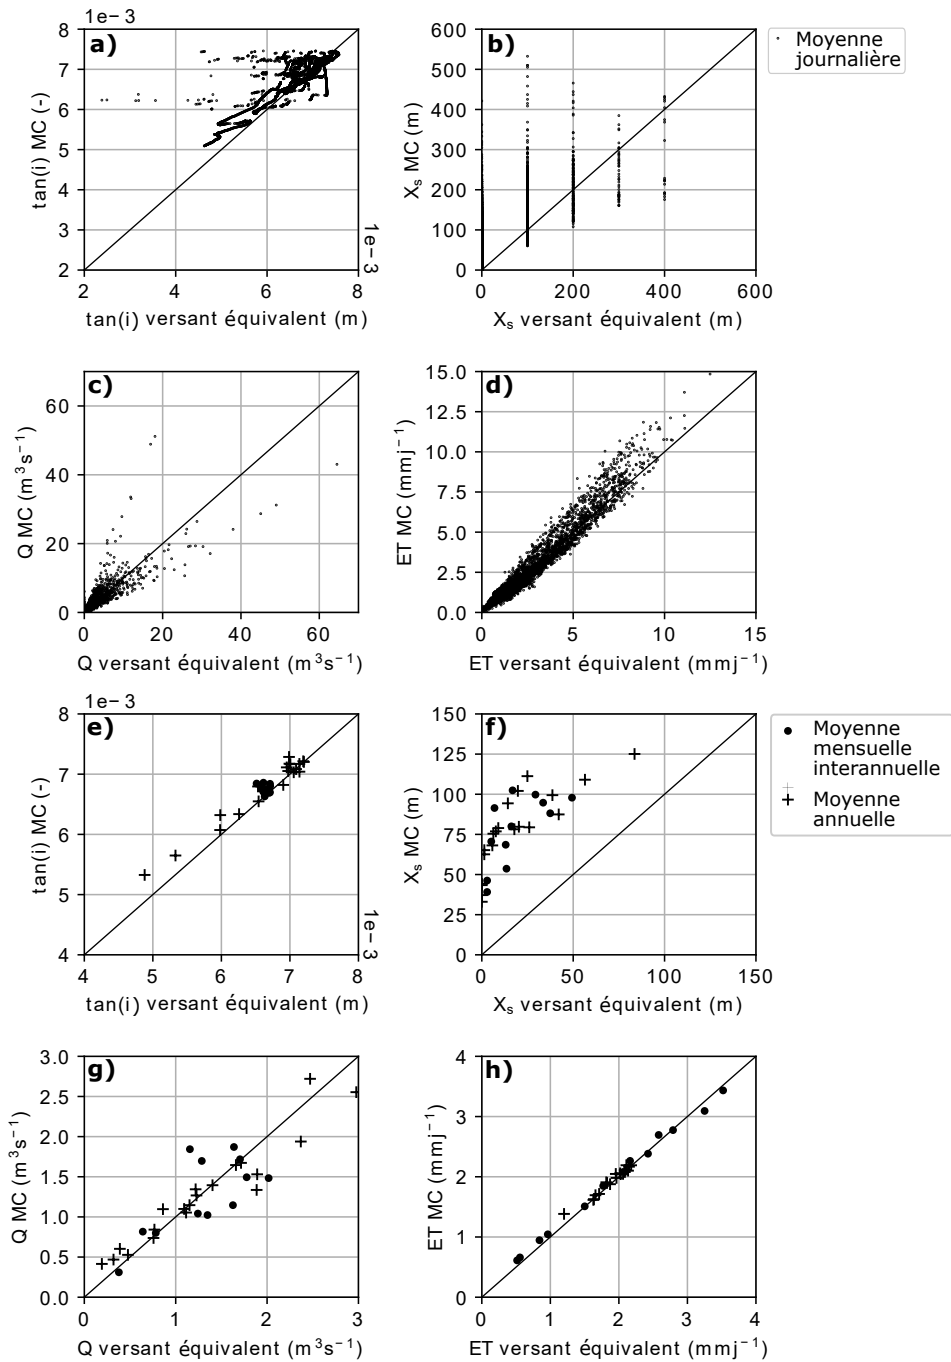 1e−3
a)
8
7
6
5
4
3
2
tan(i) MC (-)
2 4 6 8
1e−3
tan(i) versant équivalent (m)
b)
600
500
400
300
200
100
0
Xₛ MC (m)
0 200 400 600
Xₛ versant équivalent (m)
Moyenne
journalière
c)
60
40
20
0
Q MC (m³s⁻¹)
0 20 40 60
Q versant équivalent (m³s⁻¹)
d)
15.0
12.5
10.0
7.5
5.0
2.5
0.0
ET MC (mmj⁻¹)
0 5 10 15
ET versant équivalent (mmj⁻¹)
1e−3
e)
8
7
6
5
4
tan(i) MC (-)
4 5 6 7 8
1e−3
tan(i) versant équivalent (m)
f)
150
125
100
75
50
25
0
Xₛ MC (m)
0 50 100 150
Xₛ versant équivalent (m)
Moyenne
mensuelle
interannuelle
Moyenne
annuelle
g)
3.0
2.5
2.0
1.5
1.0
0.5
0.0
Q MC (m³s⁻¹)
0 1 2 3
Q versant équivalent (m³s⁻¹)
h)
4
3
2
1
0
ET MC (mmj⁻¹)
0 1 2 3 4
ET versant équivalent (mmj⁻¹)